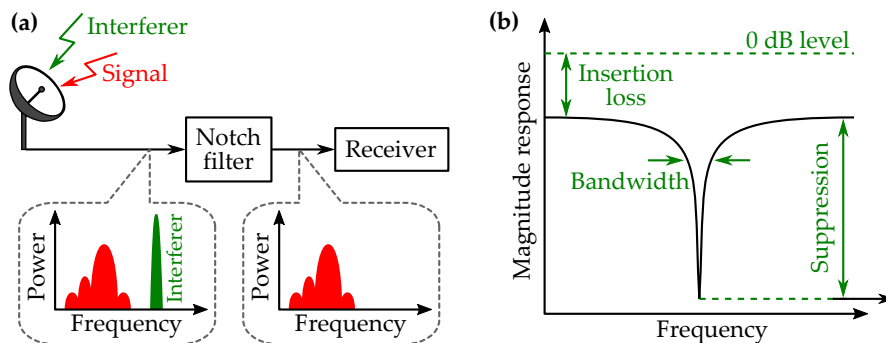 (a)
Interferer
Signal
Notch
filter
Receiver
Power
Interferer
Frequency
Power
Frequency
(b)
0 dB level
Insertion
loss
Bandwidth
Suppression
Magnitude response
Frequency